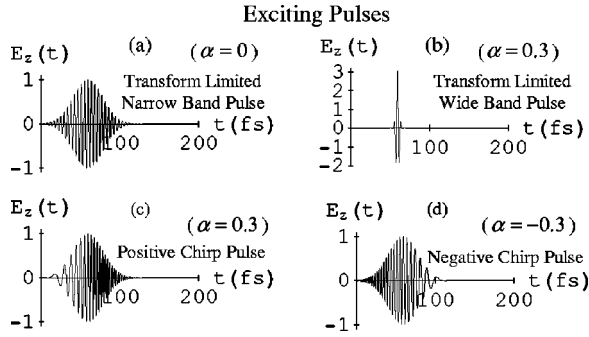 Exciting Pulses
E_z (t) (a) (α = 0)
Transform Limited
Narrow Band Pulse
1
0
-1
100 200
t (fs)
E_z (t) (b) (α = 0,3)
Transform Limited
Wide Band Pulse
3
2
1
0
-1
-2
100 200
t (fs)
E_z (t) (c) (α = 0.3)
Positive Chirp Pulse
1
0
-1
100 200
t (fs)
E_z (t) (d) (α = -0.3)
Negative Chirp Pulse
1
0
-1
100 200
t (fs)